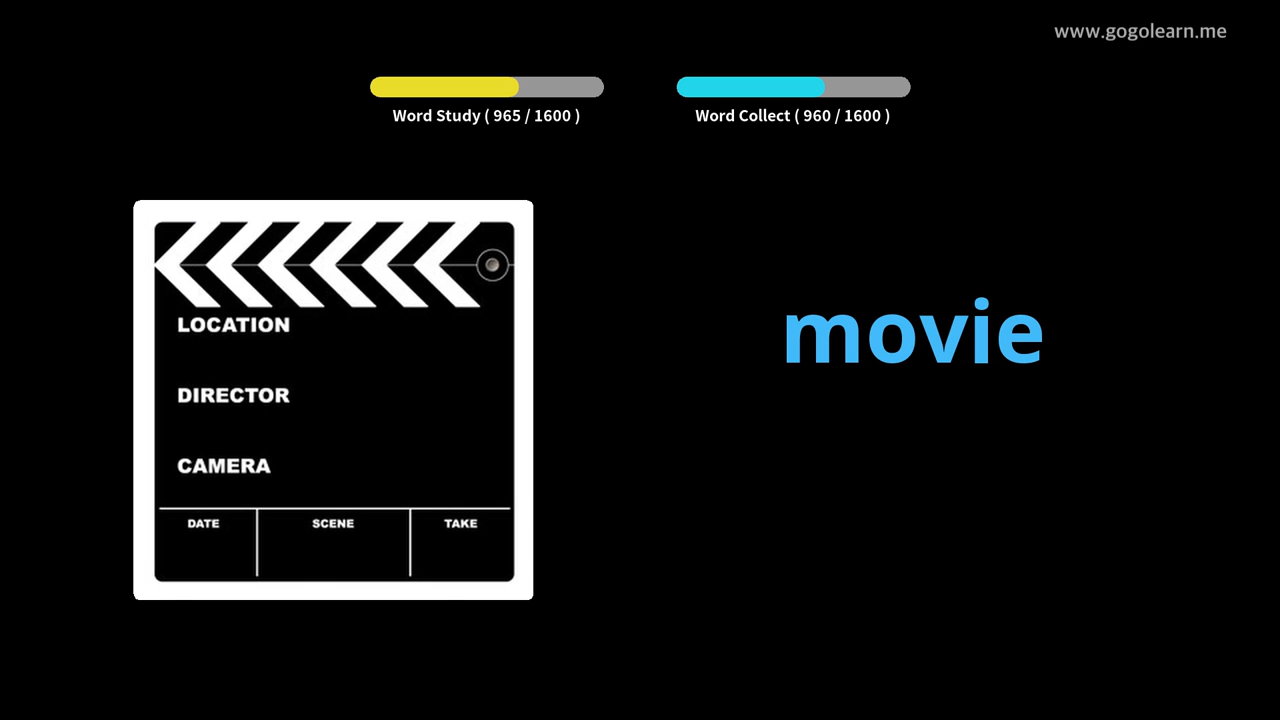 www.gogolearn.me
Word Study ( 965 / 1600 )
Word Collect ( 960 / 1600 )
LOCATION
DIRECTOR
CAMERA
DATE
SCENE
TAKE
movie